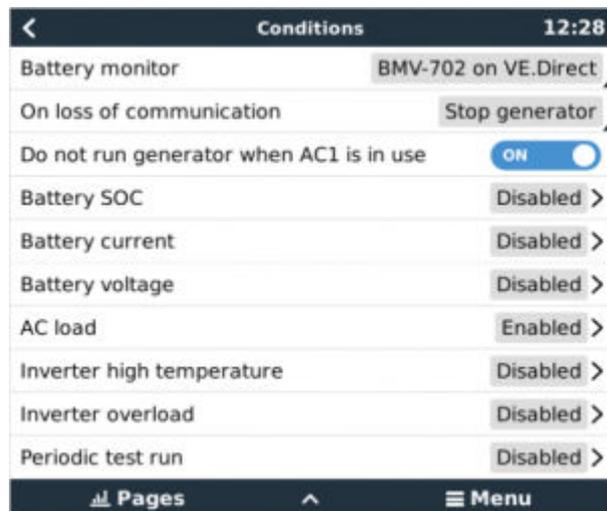 Conditions 12:28
Battery monitor BMV-702 on VE.Direct
On loss of communication Stop generator
Do not run generator when AC1 is in use ON
Battery SOC Disabled
Battery current Disabled
Battery voltage Disabled
AC load Enabled
Inverter high temperature Disabled
Inverter overload Disabled
Periodic test run Disabled
Pages Menu